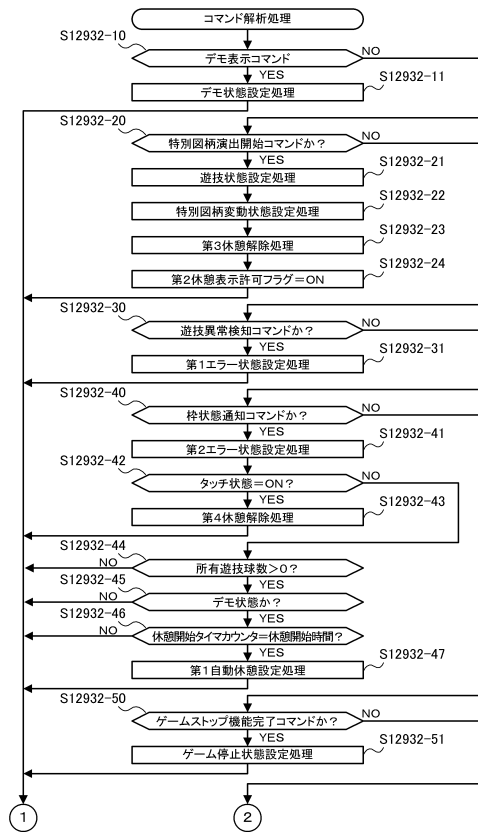 コマンド解析処理
S12932-10
デモ表示コマンド
NO
YES
S12932-11
デモ状態設定処理
S12932-20
特別図柄演出開始コマンドか？
NO
YES
S12932-21
遊技状態設定処理
S12932-22
特別図柄変動状態設定処理
S12932-23
第3休憩解除処理
S12932-24
第2休憩表示許可フラグ＝ON
S12932-30
遊技異常検知コマンドか？
NO
YES
S12932-31
第1エラー状態設定処理
S12932-40
枠状態通知コマンドか？
NO
YES
S12932-41
第2エラー状態設定処理
S12932-42
タッチ状態＝ON？
NO
YES
S12932-43
第4休憩解除処理
S12932-44
NO
所有遊技球数＞0？
YES
S12932-45
NO
デモ状態か？
YES
S12932-46
NO
休憩開始タイマカウンタ＝休憩開始時間？
YES
S12932-47
第1自動休憩設定処理
S12932-50
ゲームストップ機能完了コマンドか？
NO
YES
S12932-51
ゲーム停止状態設定処理
1
2